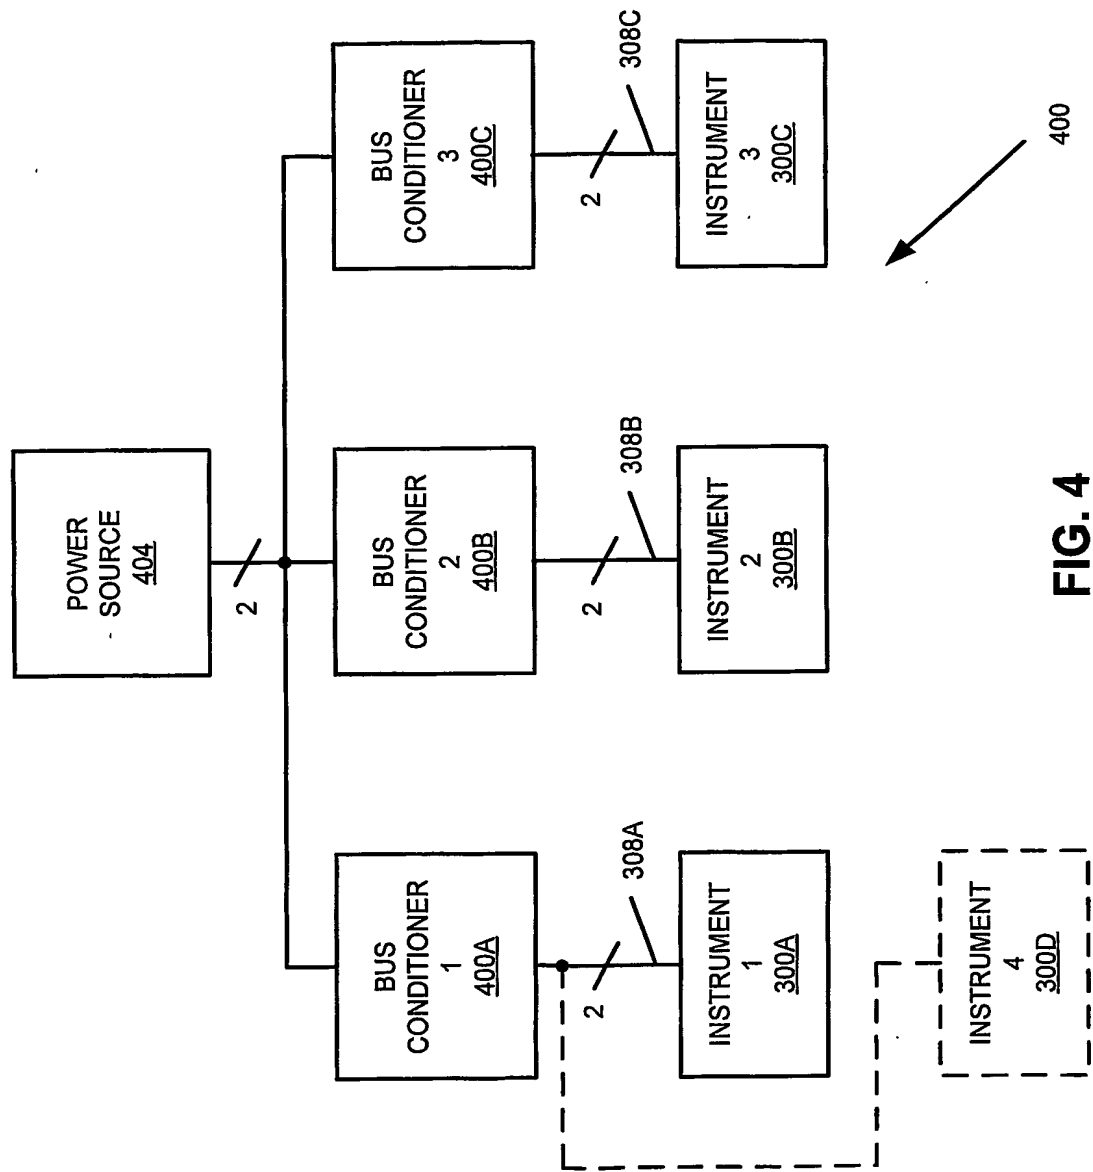 POWER
SOURCE
404
2
BUS
CONDITIONER
1
400A
BUS
CONDITIONER
2
400B
BUS
CONDITIONER
3
400C
2
308A
2
308B
2
308C
INSTRUMENT
1
300A
INSTRUMENT
2
300B
INSTRUMENT
3
300C
INSTRUMENT
4
300D
400
FIG. 4